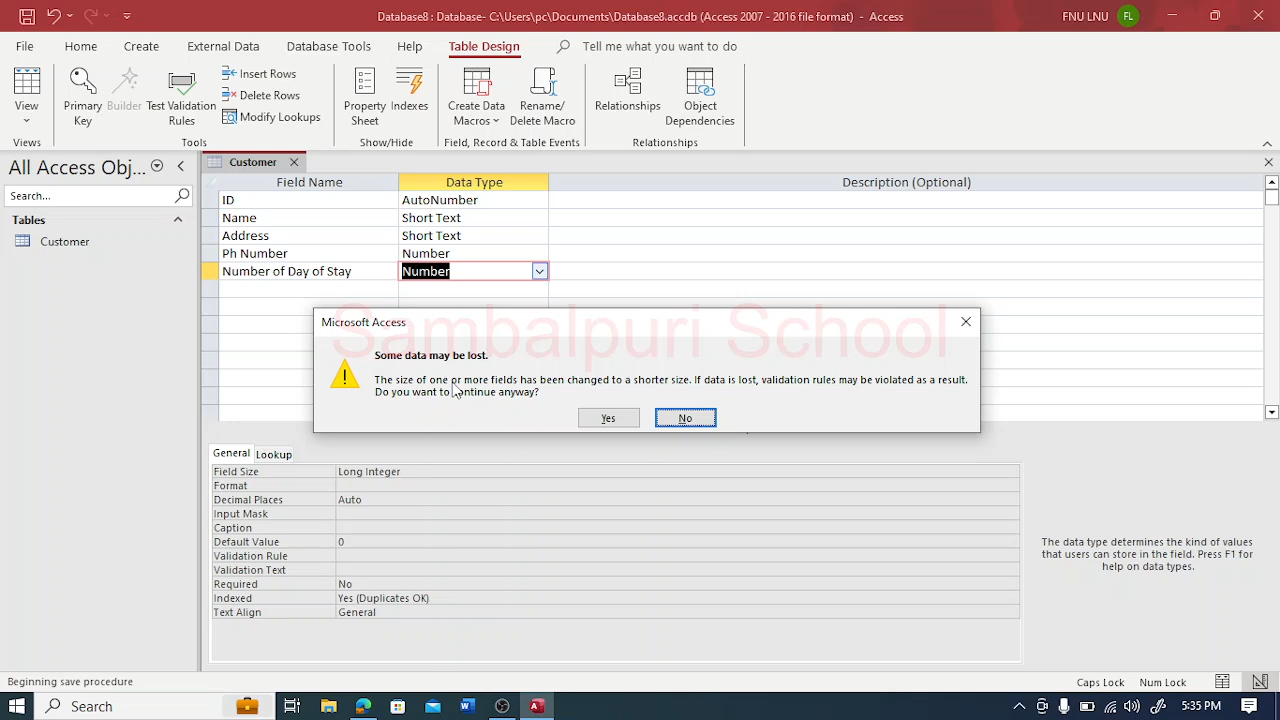 Database8 : Database- C:\Users\pc\Documents\Database8.accdb (Access 2007 - 2016 file format) - Access
FNU LNU
FL
File
Home
Create
External Data
Database Tools
Help
Table Design
Tell me what you want to do
View
Primary Key
Builder
Test Validation Rules
Insert Rows
Delete Rows
Modify Lookups
Property Sheet
Indexes
Create Data Macros
Rename/ Delete Macro
Relationships
Object Dependencies
Views
Tools
Show/Hide
Field, Record & Table Events
Relationships
All Access Obj...
Search...
Tables
Customer
Customer
Field Name Data Type Description (Optional)
ID AutoNumber
Name Short Text
Address Short Text
Ph Number Number
Number of Day of Stay Number
Sambalpuri School
Microsoft Access
Some data may be lost.
The size of one or more fields has been changed to a shorter size. If data is lost, validation rules may be violated as a result.
Do you want to continue anyway?
Yes No
General Lookup
Field Size Long Integer
Format
Decimal Places Auto
Input Mask
Caption
Default Value 0
Validation Rule
Validation Text
Required No
Indexed Yes (Duplicates OK)
Text Align General
The data type determines the kind of values
that users can store in the field. Press F1 for
help on data types.
Beginning save procedure
Caps Lock Num Lock
Search
5:35 PM